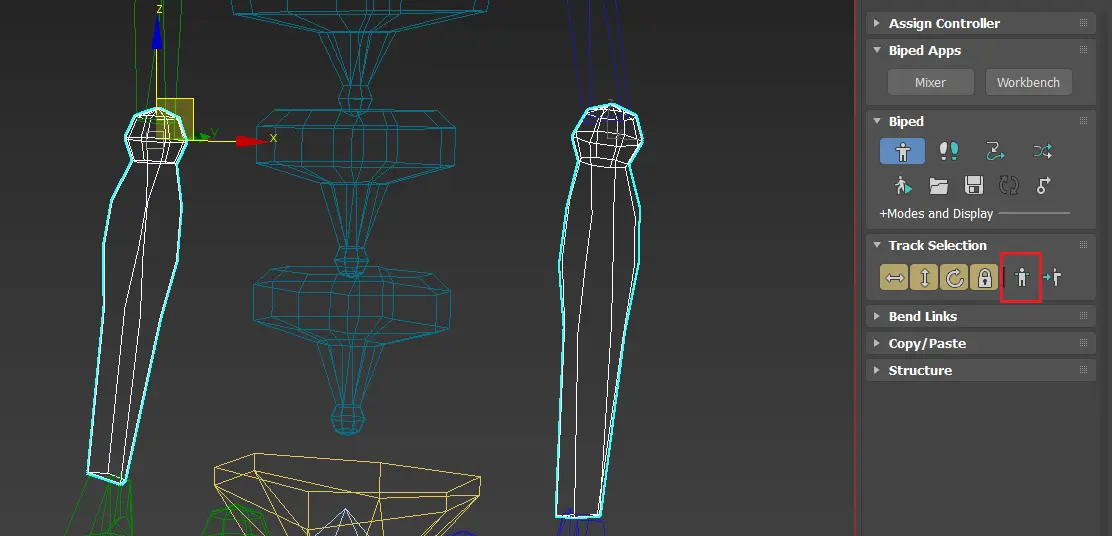 Z
Y
X
Assign Controller
Biped Apps
Mixer
Workbench
Biped
+Modes and Display
Track Selection
Bend Links
Copy/Paste
Structure